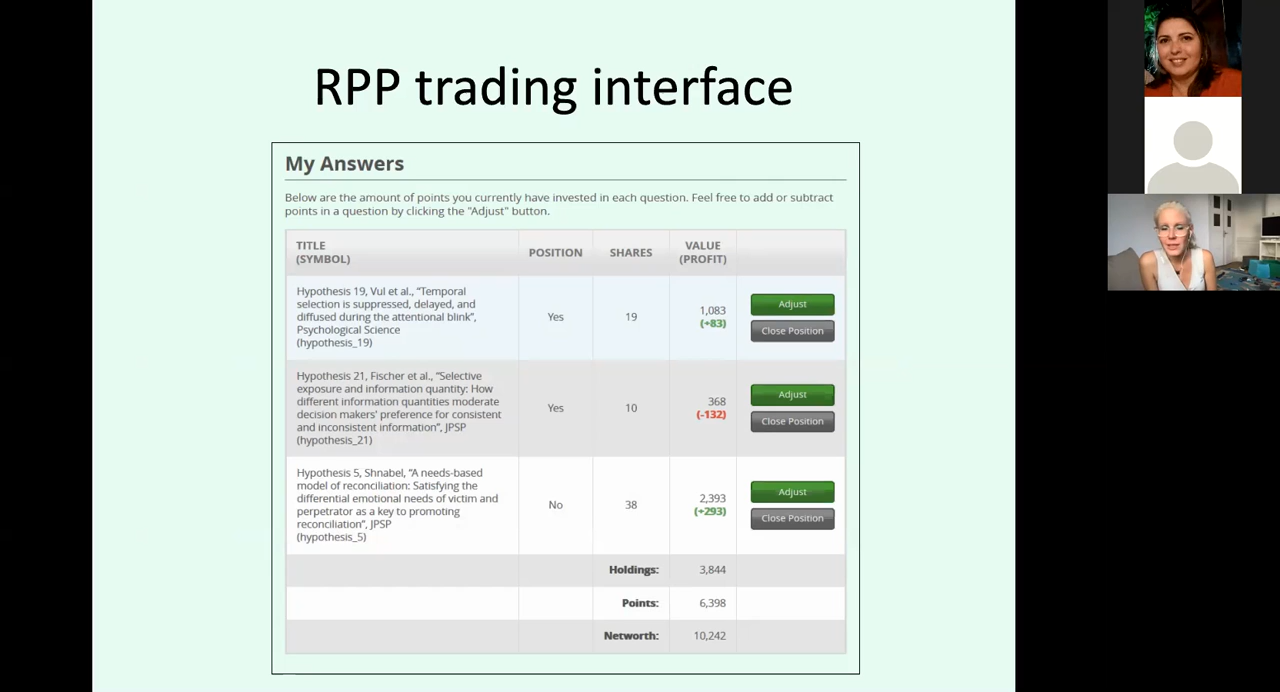 RPP trading interface
My Answers
Below are the amount of points you currently have invested in each question. Feel free to add or subtract
points in a question by clicking the "Adjust" button.
TITLE
(SYMBOL)
POSITION
SHARES
VALUE
(PROFIT)
Hypothesis 19, Vul et al., "Temporal
selection is suppressed, delayed, and
diffused during the attentional blink",
Psychological Science
(hypothesis_19)
Yes
19
1,083
(+83)
Adjust
Close Position
Hypothesis 21, Fischer et al., "Selective
exposure and information quantity: How
different information quantities moderate
decision makers' preference for consistent
and inconsistent information", JPSP
(hypothesis_21)
Yes
10
368
(-132)
Adjust
Close Position
Hypothesis 5, Shnabel, "A needs-based
model of reconciliation: Satisfying the
differential emotional needs of victim and
perpetrator as a key to promoting
reconciliation", JPSP
(hypothesis_5)
No
38
2,393
(+293)
Adjust
Close Position
Holdings:
3,844
Points:
6,398
Networth:
10,242